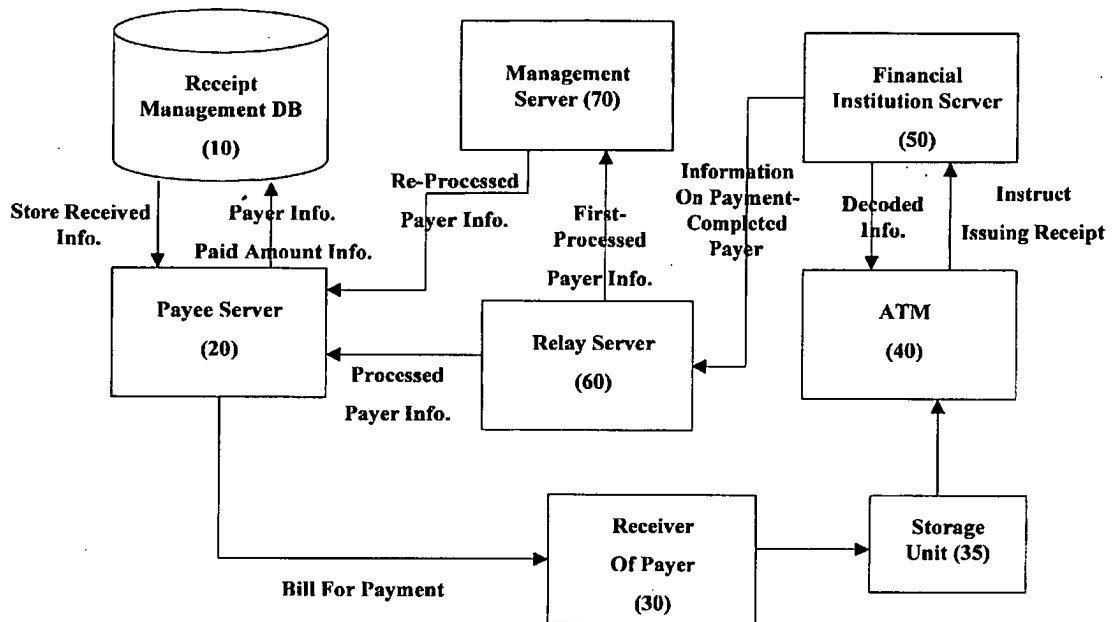 Receipt
Management DB
(10)
Management
Server (70)
Financial
Institution Server
(50)
Store Received
Info.
Payer Info.
Paid Amount Info.
Re-Processed
Payer Info.
First-
Processed
Payer Info.
Information
On Payment-
Completed
Payer
Decoded
Info.
Instruct
Issuing Receipt
Payee Server
(20)
Relay Server
(60)
ATM
(40)
Processed
Payer Info.
Bill For Payment
Receiver
Of Payer
(30)
Storage
Unit (35)